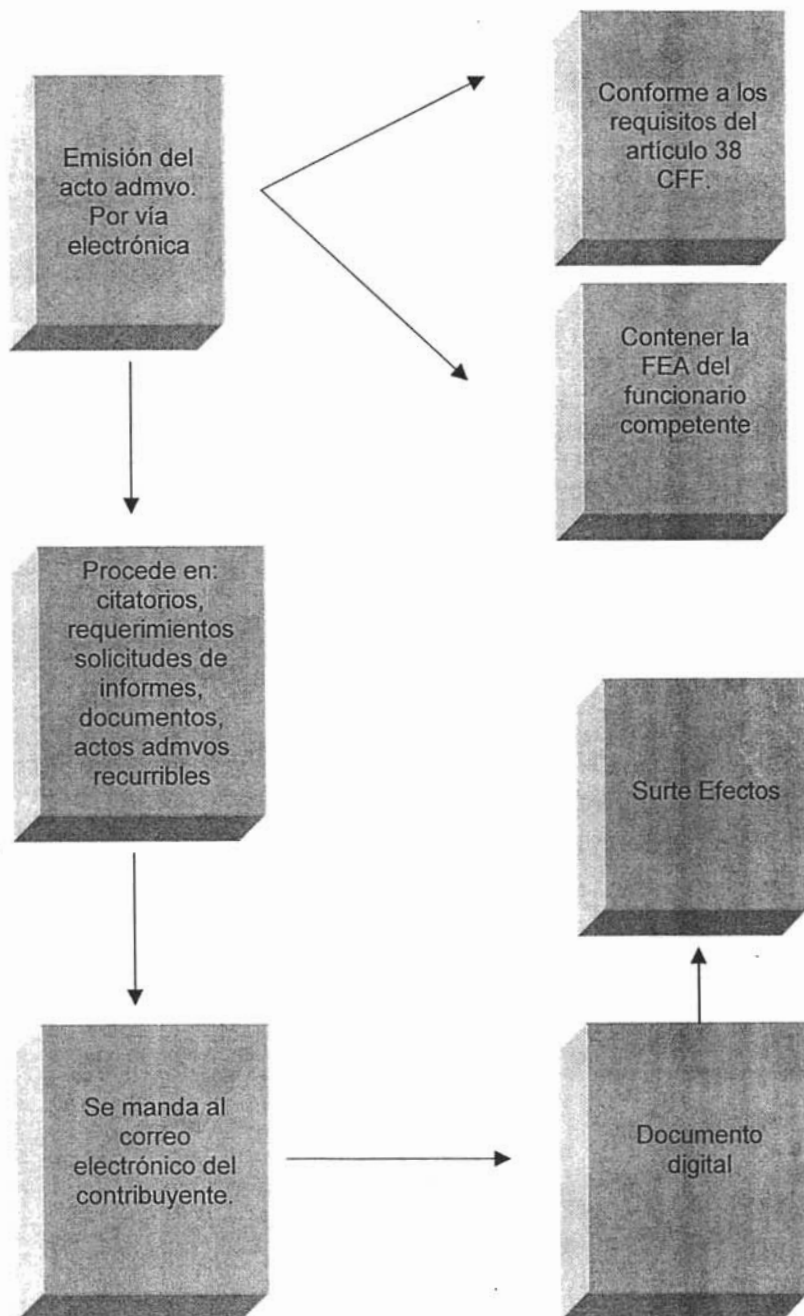 Emisión del
acto admvo.
Por vía
electrónica
Conforme a los
requisitos del
artículo 38
CFF.
Contener la
FEA del
funcionario
competente
Procede en:
citatorios,
requerimientos
solicitudes de
informes,
documentos,
actos admvos
recurribles
Surte Efectos
Se manda al
correo
electrónico del
contribuyente.
Documento
digital